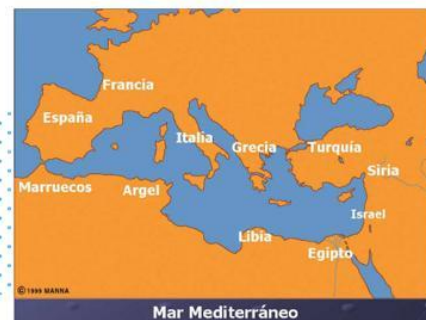 Francia
España
Italia
Grecia
Turquía
Siria
Marruecos
Argel
Israel
Libia
Egipto
© 1999 MANNA
Mar Mediterráneo